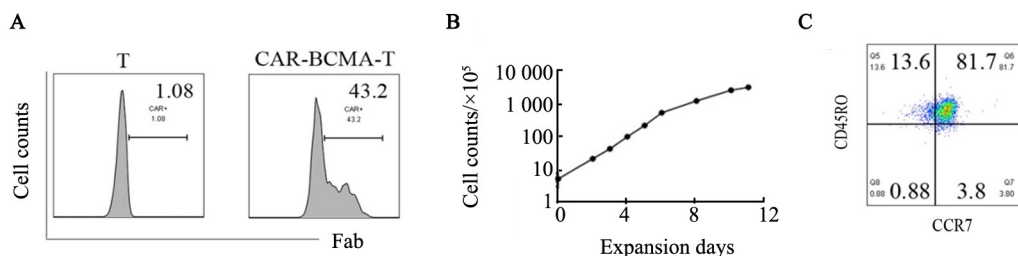 A
T
CAR-BCMA-T
1.08
CAR+
1.08
43.2
CAR+
43.2
Cell counts
Fab
B
10 000
1 000
100
10
1
0
4
8
12
Cell counts/×10⁵
Expansion days
C
Q5
13.6
13.6
81.7
Q6
81.7
CD45RO
Q8
0.88
0.88
3.8
Q7
3.80
CCR7